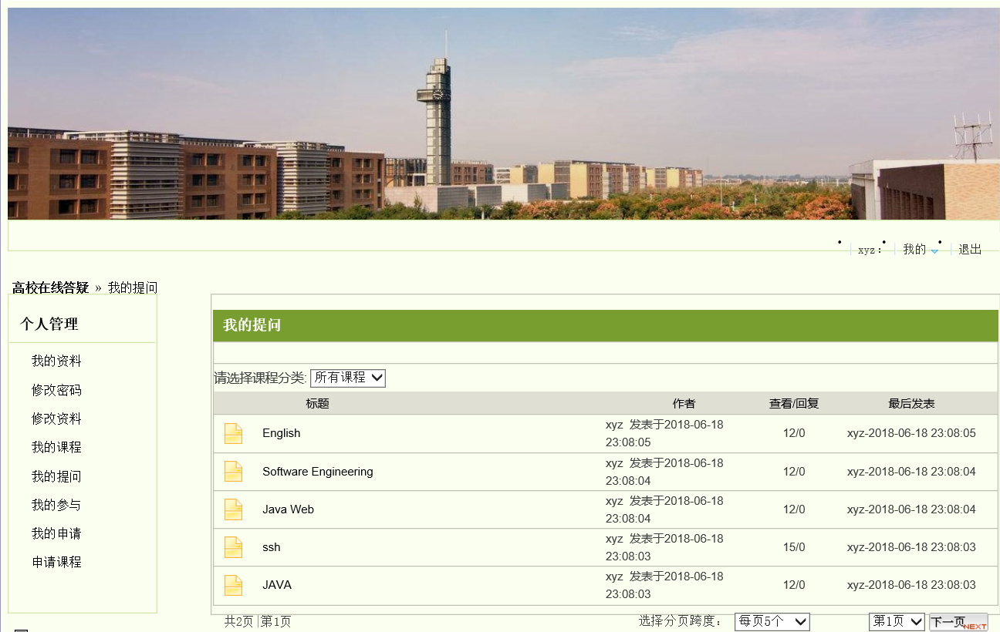 xyz： 我的 退出
高校在线答疑 » 我的提问
个人管理
我的资料
修改密码
修改资料
我的课程
我的提问
我的参与
我的申请
申请课程
我的提问
请选择课程分类: 所有课程
标题 作者 查看/回复 最后发表
English xyz 发表于2018-06-18 23:08:05 12/0 xyz-2018-06-18 23:08:05
Software Engineering xyz 发表于2018-06-18 23:08:04 12/0 xyz-2018-06-18 23:08:04
Java Web xyz 发表于2018-06-18 23:08:04 12/0 xyz-2018-06-18 23:08:04
ssh xyz 发表于2018-06-18 23:08:03 15/0 xyz-2018-06-18 23:08:03
JAVA xyz 发表于2018-06-18 23:08:03 12/0 xyz-2018-06-18 23:08:03
共2页 |第1页 选择分页跨度： 每页5个 第1页 下一页 NEXT